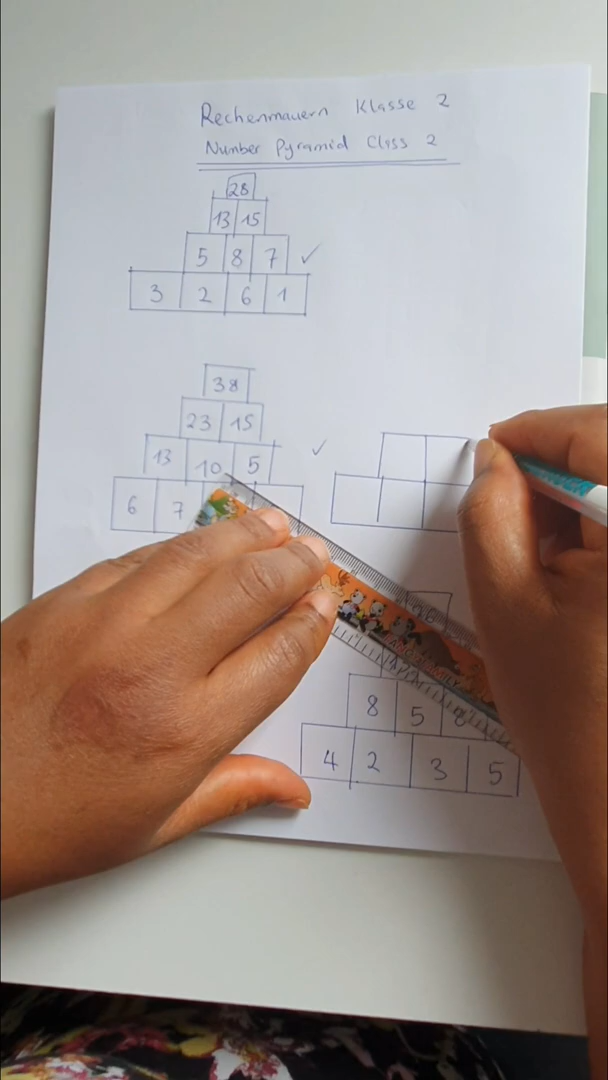 Rechenmauern Klasse 2
Number Pyramid Class 2
28
13 15
5 8 7 ✓
3 2 6 1
38
23 15
13 10 5 ✓
6 7
8 5 8
4 2 3 5